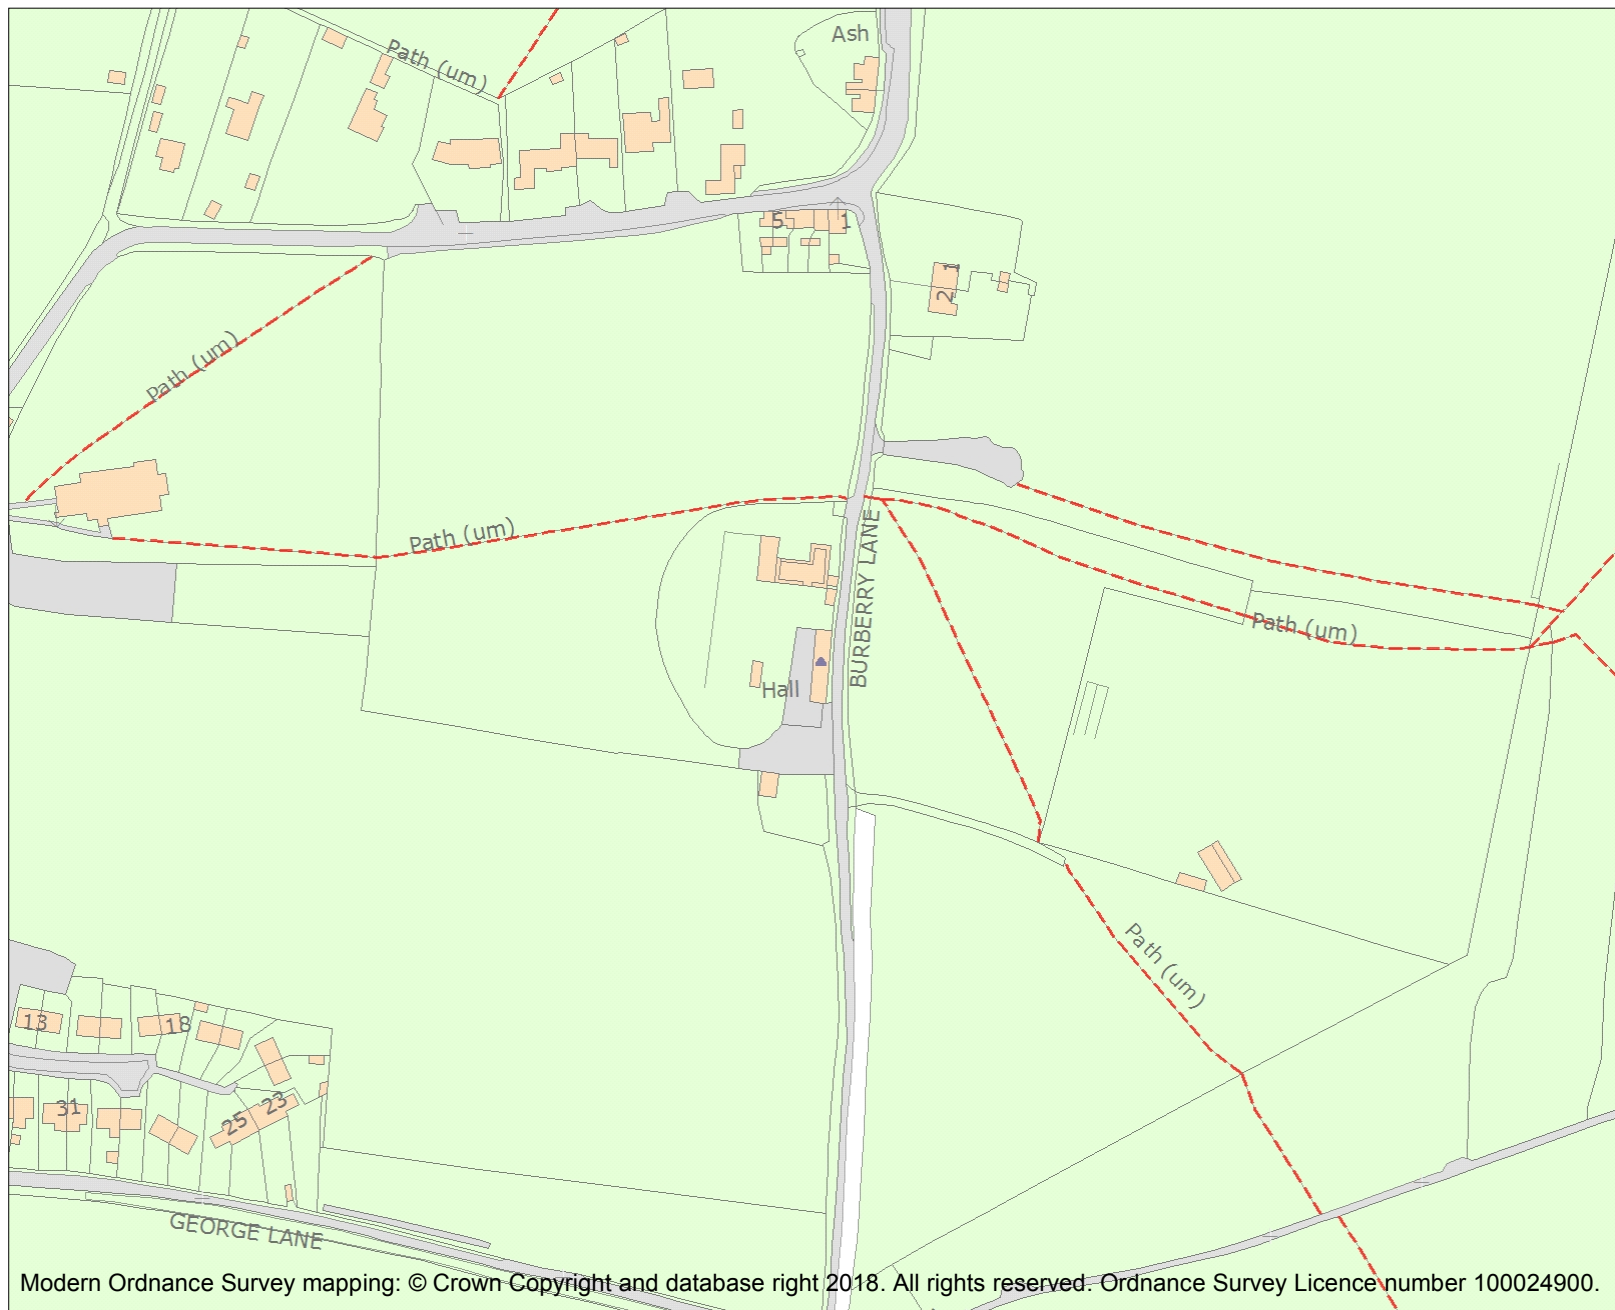 Ash
Path (um)
5
1
1
2
Path (um)
Path (um)
BURBERRY LANE
Path (um)
Hall
Path (um)
13
18
31
25
23
GEORGE LANE
Modern Ordnance Survey mapping: © Crown Copyright and database right 2018. All rights reserved. Ordnance Survey Licence number 100024900.